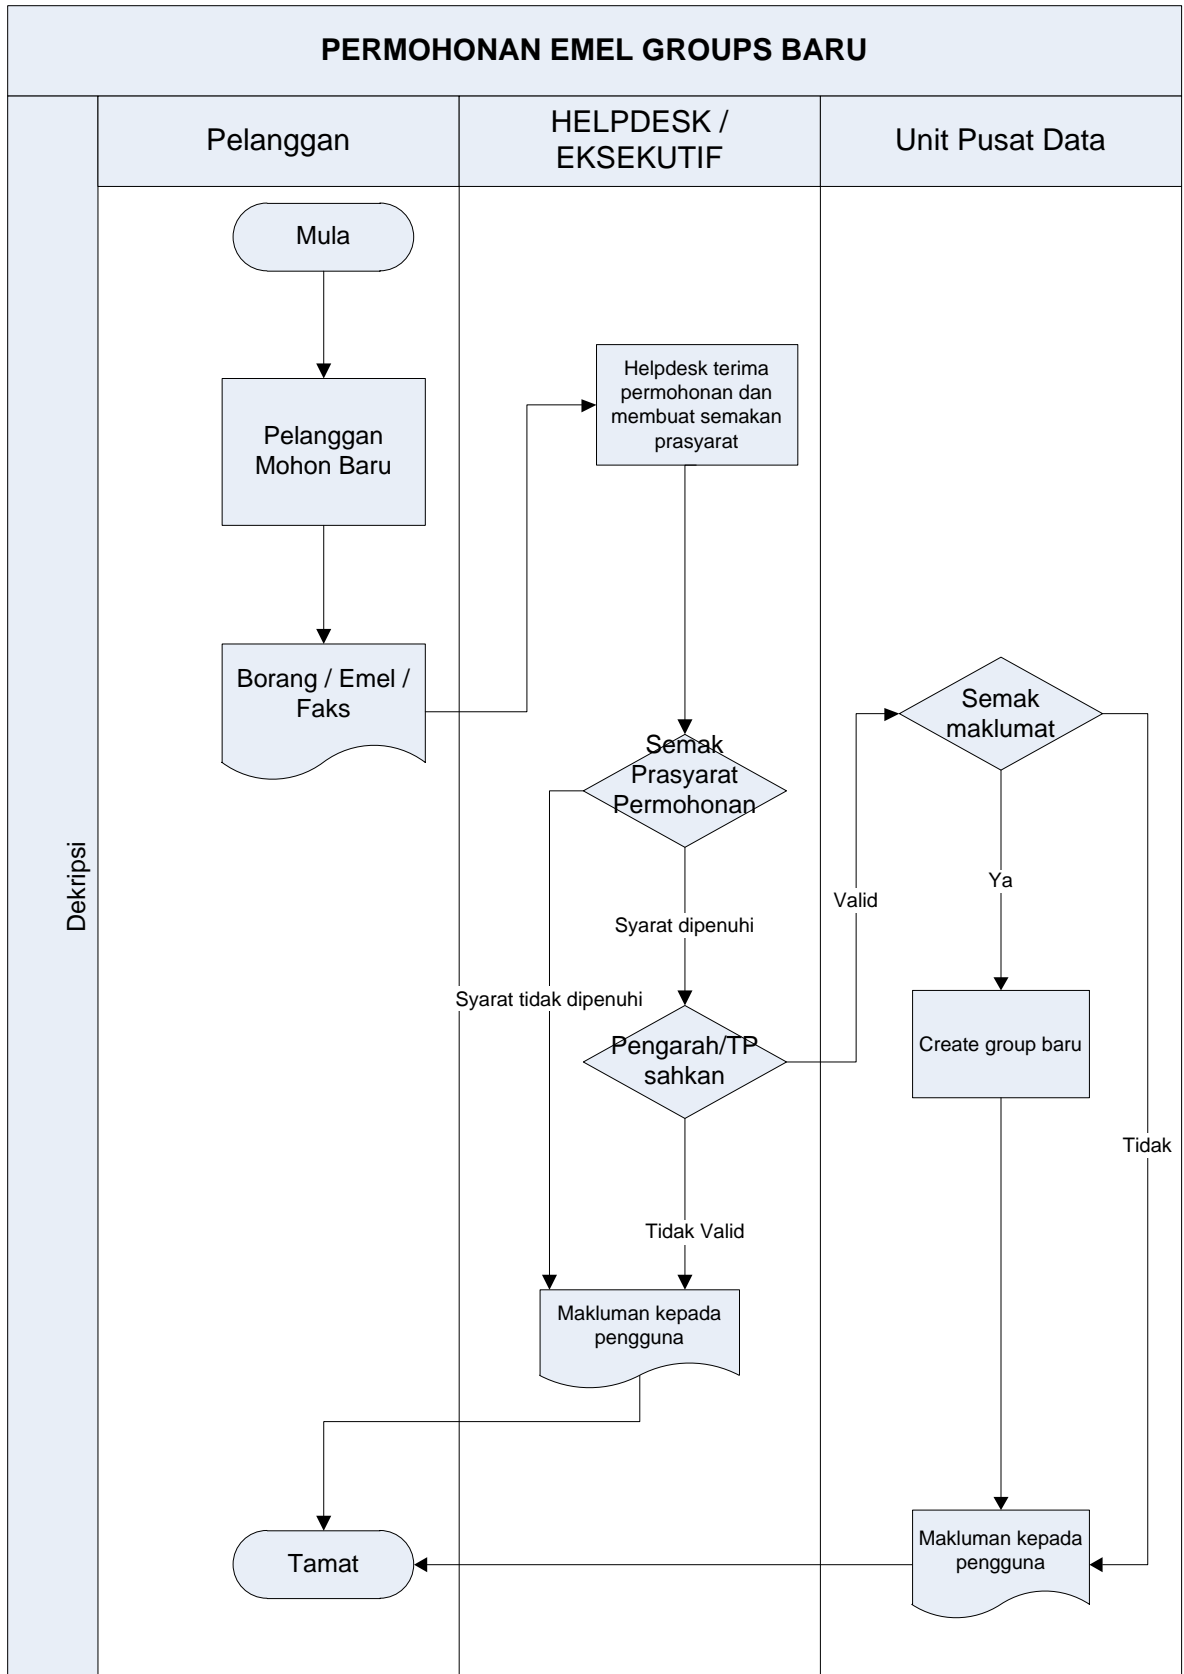 PERMOHONAN EMEL GROUPS BARU
Pelanggan
HELPDESK /
EKSEKUTIF
Unit Pusat Data
Dekripsi
Mula
Pelanggan
Mohon Baru
Borang / Emel /
Faks
Helpdesk terima
permohonan dan
membuat semakan
prasyarat
Semak
Prasyarat
Permohonan
Syarat dipenuhi
Syarat tidak dipenuhi
Pengarah/TP
sahkan
Valid
Tidak Valid
Makluman kepada
pengguna
Semak
maklumat
Ya
Create group baru
Tidak
Makluman kepada
pengguna
Tamat